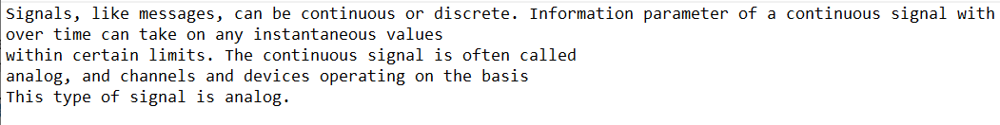 Signals, like messages, can be continuous or discrete. Information parameter of a continuous signal with
over time can take on any instantaneous values
within certain limits. The continuous signal is often called
analog, and channels and devices operating on the basis
This type of signal is analog.